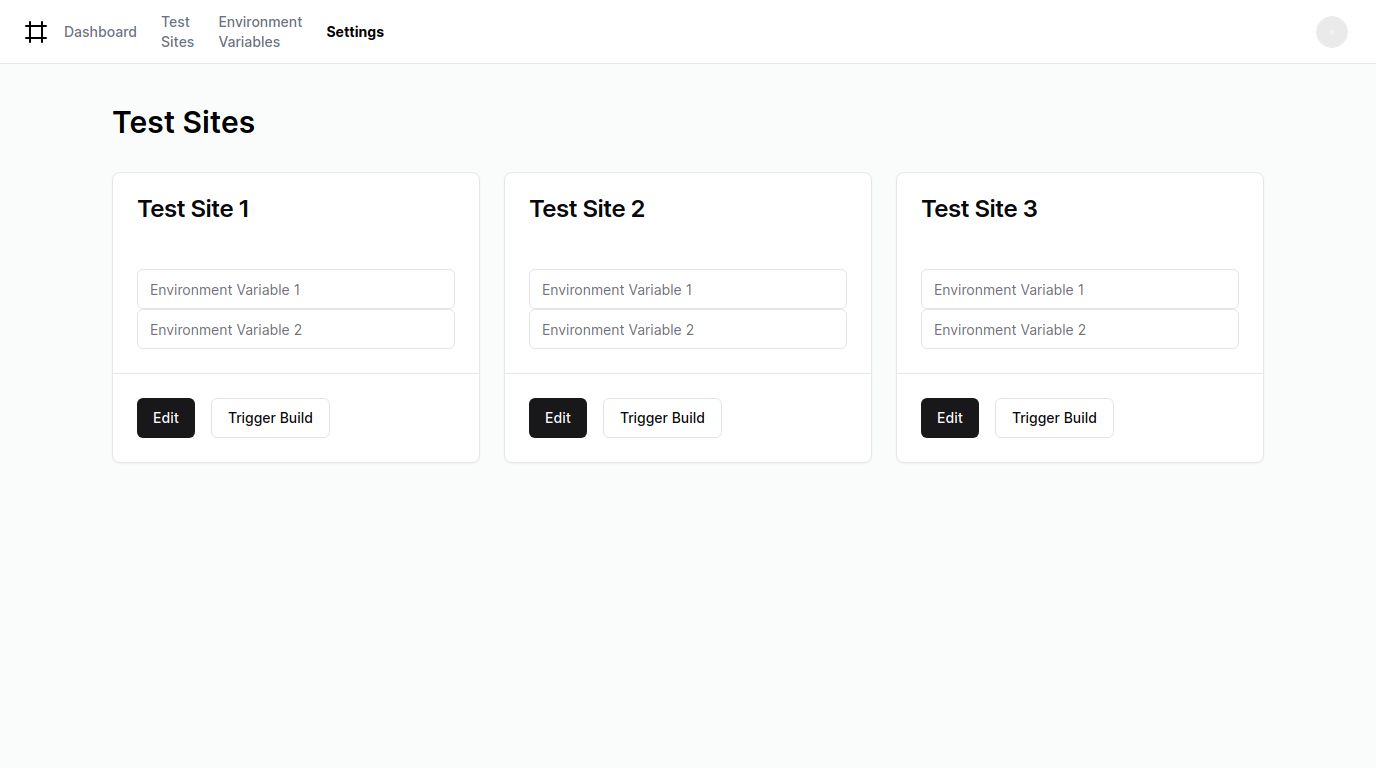 Dashboard
Test
Sites
Environment
Variables
Settings
Test Sites
Test Site 1
Environment Variable 1
Environment Variable 2
Edit
Trigger Build
Test Site 2
Environment Variable 1
Environment Variable 2
Edit
Trigger Build
Test Site 3
Environment Variable 1
Environment Variable 2
Edit
Trigger Build